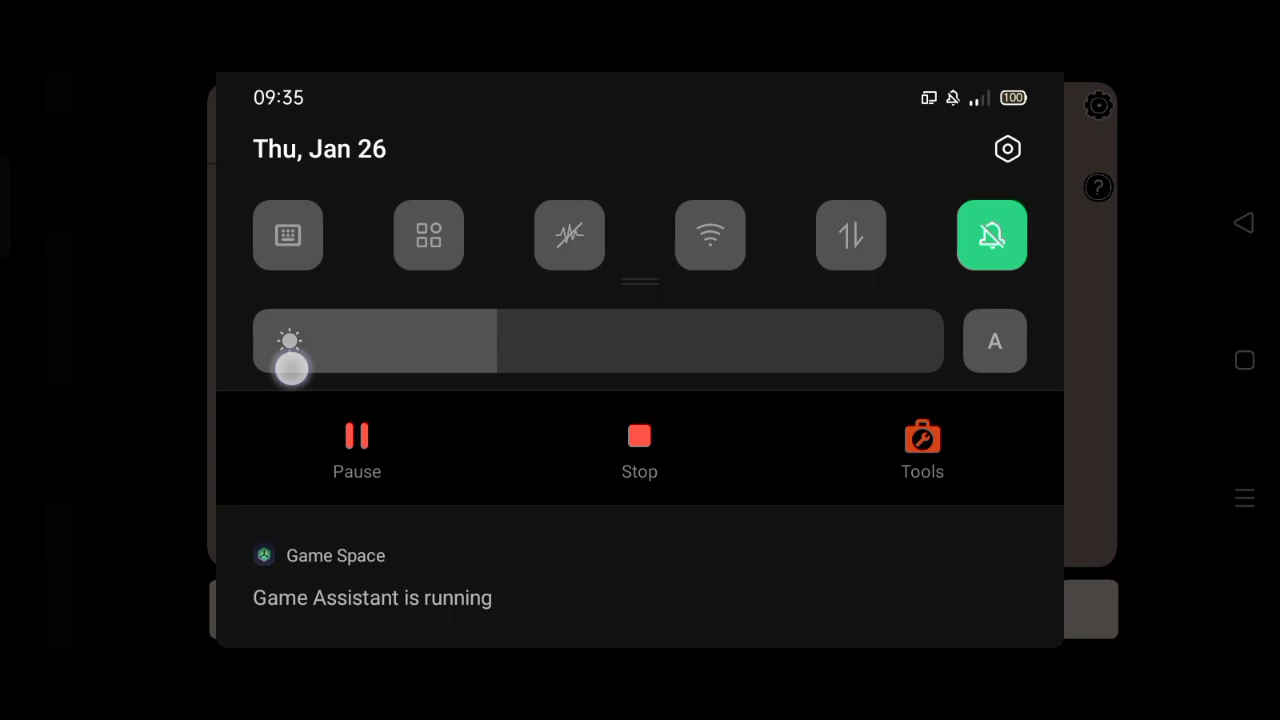 09:35
100
Thu, Jan 26
?
A
Pause
Stop
Tools
Game Space
Game Assistant is running